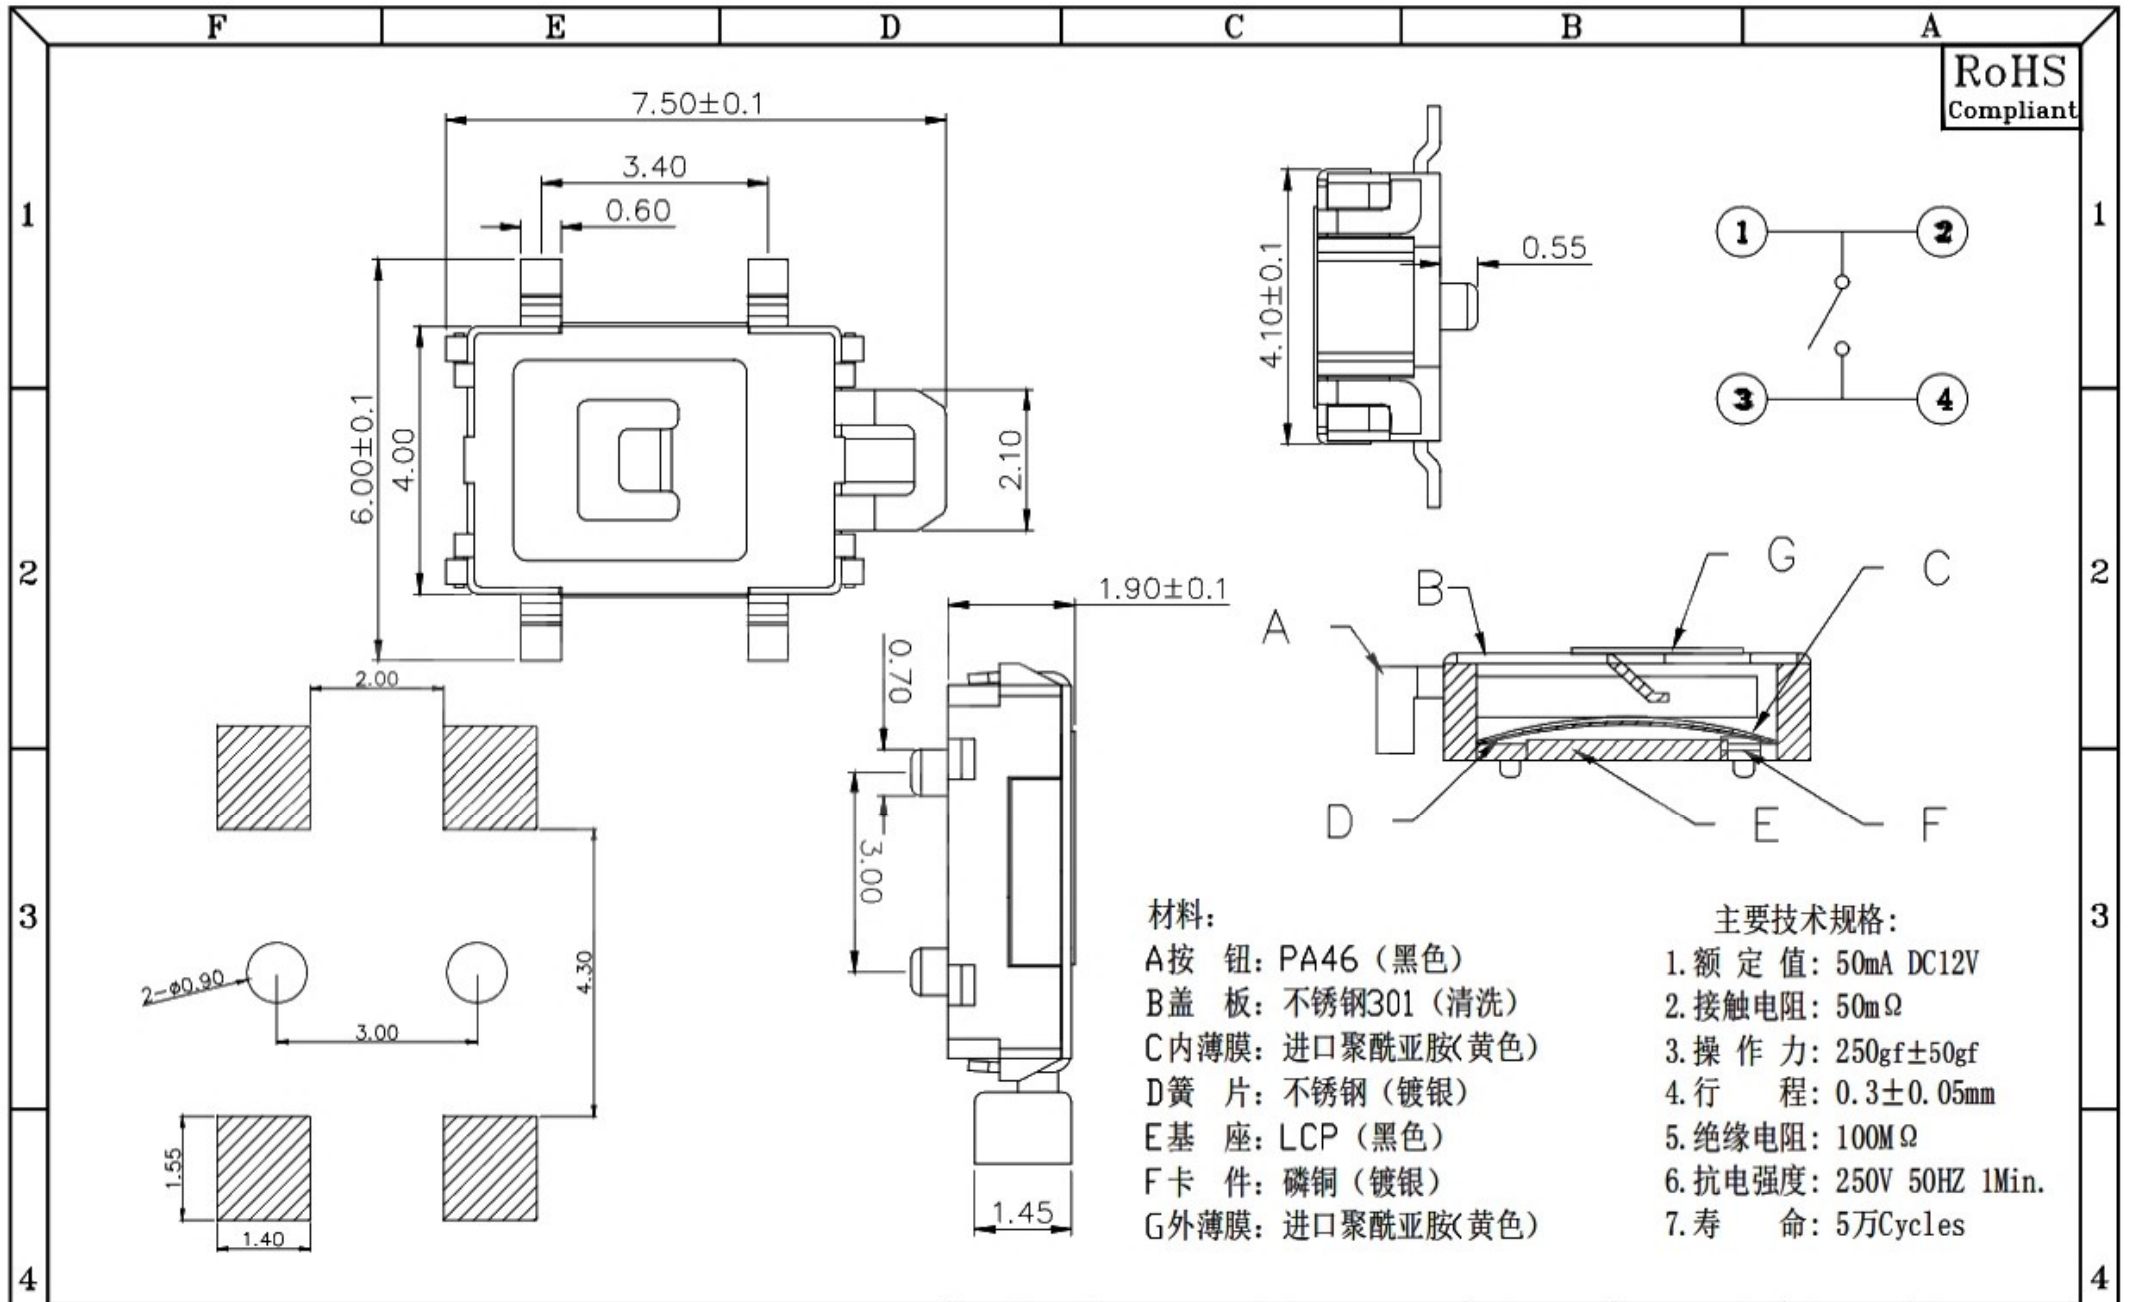 F E D C B A
RoHS
Compliant
7.50±0.1
3.40
0.60
1
1
6.00±0.1
4.00
2.10
4.10±0.1
0.55
1 2
3 4
2
2
1.90±0.1
0.70
3.00
1.45
A B G C
D E F
2.00
4.30
2-φ0.90
3.00
1.55
1.40
3
3
材料:
A按 钮: PA46 (黑色)
B盖 板: 不锈钢301 (清洗)
C内薄膜: 进口聚酰亚胺(黄色)
D簧 片: 不锈钢 (镀银)
E基 座: LCP (黑色)
F卡 件: 磷铜 (镀银)
G外薄膜: 进口聚酰亚胺(黄色)
主要技术规格:
1.额 定 值: 50mA DC12V
2.接触电阻: 50mΩ
3.操 作 力: 250gf±50gf
4.行 程: 0.3±0.05mm
5.绝缘电阻: 100MΩ
6.抗电强度: 250V 50HZ 1Min.
7.寿 命: 5万Cycles
4
4